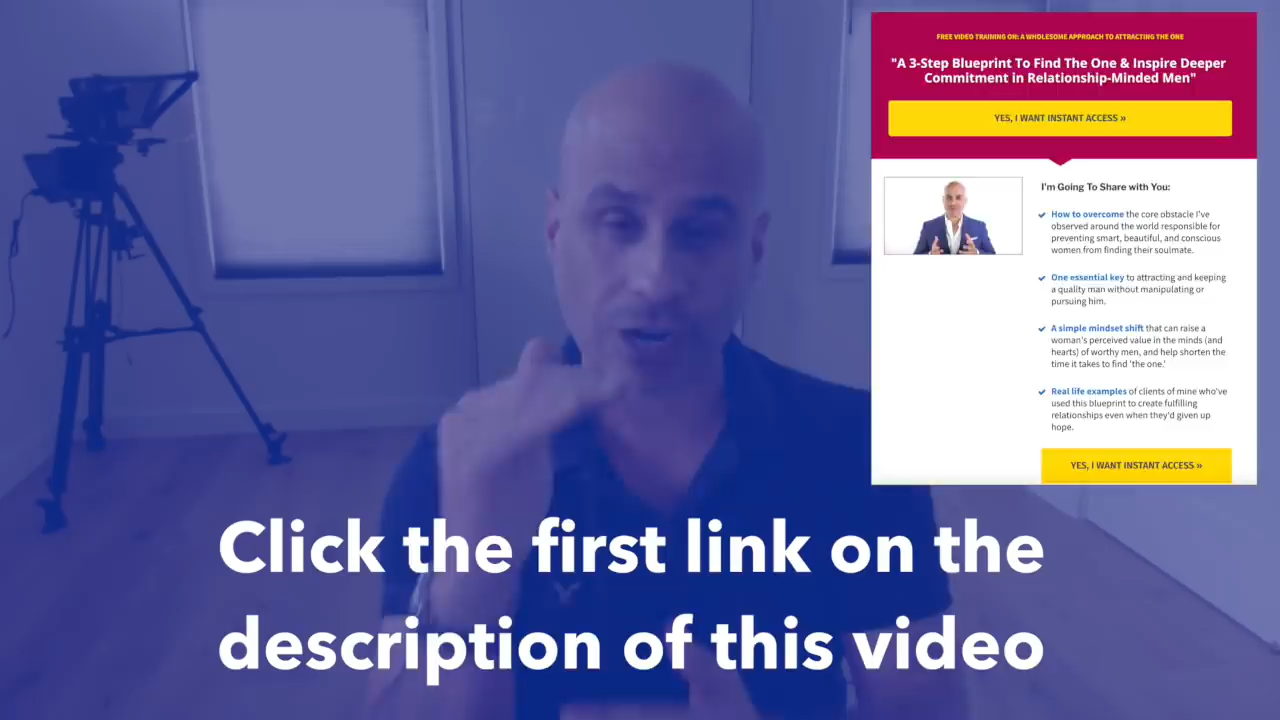 FREE VIDEO TRAINING ON: A WHOLESOME APPROACH TO ATTRACTING THE ONE
"A 3-Step Blueprint To Find The One & Inspire Deeper
Commitment in Relationship-Minded Men"
YES, I WANT INSTANT ACCESS »
I'm Going To Share with You:
How to overcome the core obstacle I've
observed around the world responsible for
preventing smart, beautiful, and conscious
women from finding their soulmate.
One essential key to attracting and keeping
a quality man without manipulating or
pursuing him.
A simple mindset shift that can raise a
woman's perceived value in the minds (and
hearts) of worthy men, and help shorten the
time it takes to find 'the one.'
Real life examples of clients of mine who've
used this blueprint to create fulfilling
relationships even when they'd given up
hope.
YES, I WANT INSTANT ACCESS »
Click the first link on the
description of this video